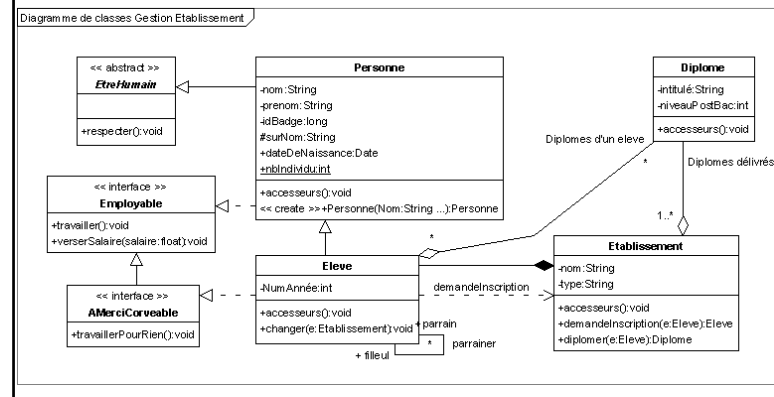 Diagramme de classes Gestion Etablissement
<< abstract >>
EtreHumain
+respecter():void
Personne
-nom:String
-prenom:String
-idBadge:long
#surNom:String
+dateDeNaissance:Date
+nbIndividu:int
+accesseurs():void
<< create >>+Personne(Nom:String ...):Personne
Diplome
-intitulé:String
-niveauPostBac:int
+accesseurs():void
Diplomes d'un eleve
*
Diplomes délivrés
1..*
*
<< interface >>
Employable
+travailler():void
+verserSalaire(salaire:float):void
<< interface >>
AMerciCorveable
+travaillerPourRien():void
Eleve
-NumAnnée:int
+accesseurs():void
+changer(e:Etablissement):void
demandeInscription
Etablissement
-nom:String
-type:String
+accesseurs():void
+demandeInscription(e:Eleve):Eleve
+diplomer(e:Eleve):Diplome
+ parrain
*
parrainer
+ filleul